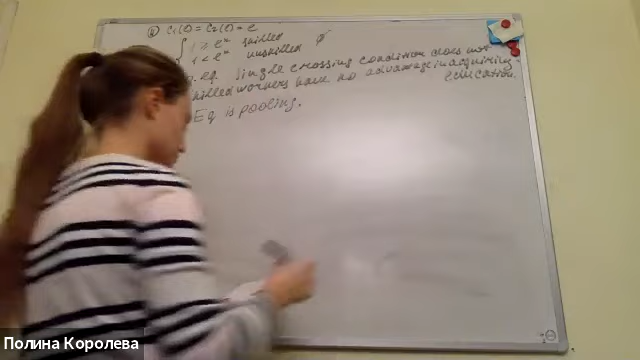 C₁(e) = C₂(e) = e
1 ≥ e* skilled
1 < e* unskilled ∅
eq. Single crossing condition does not
killed workers have no advantage in acquiring
education.
Eq is pooling.
Полина Королева